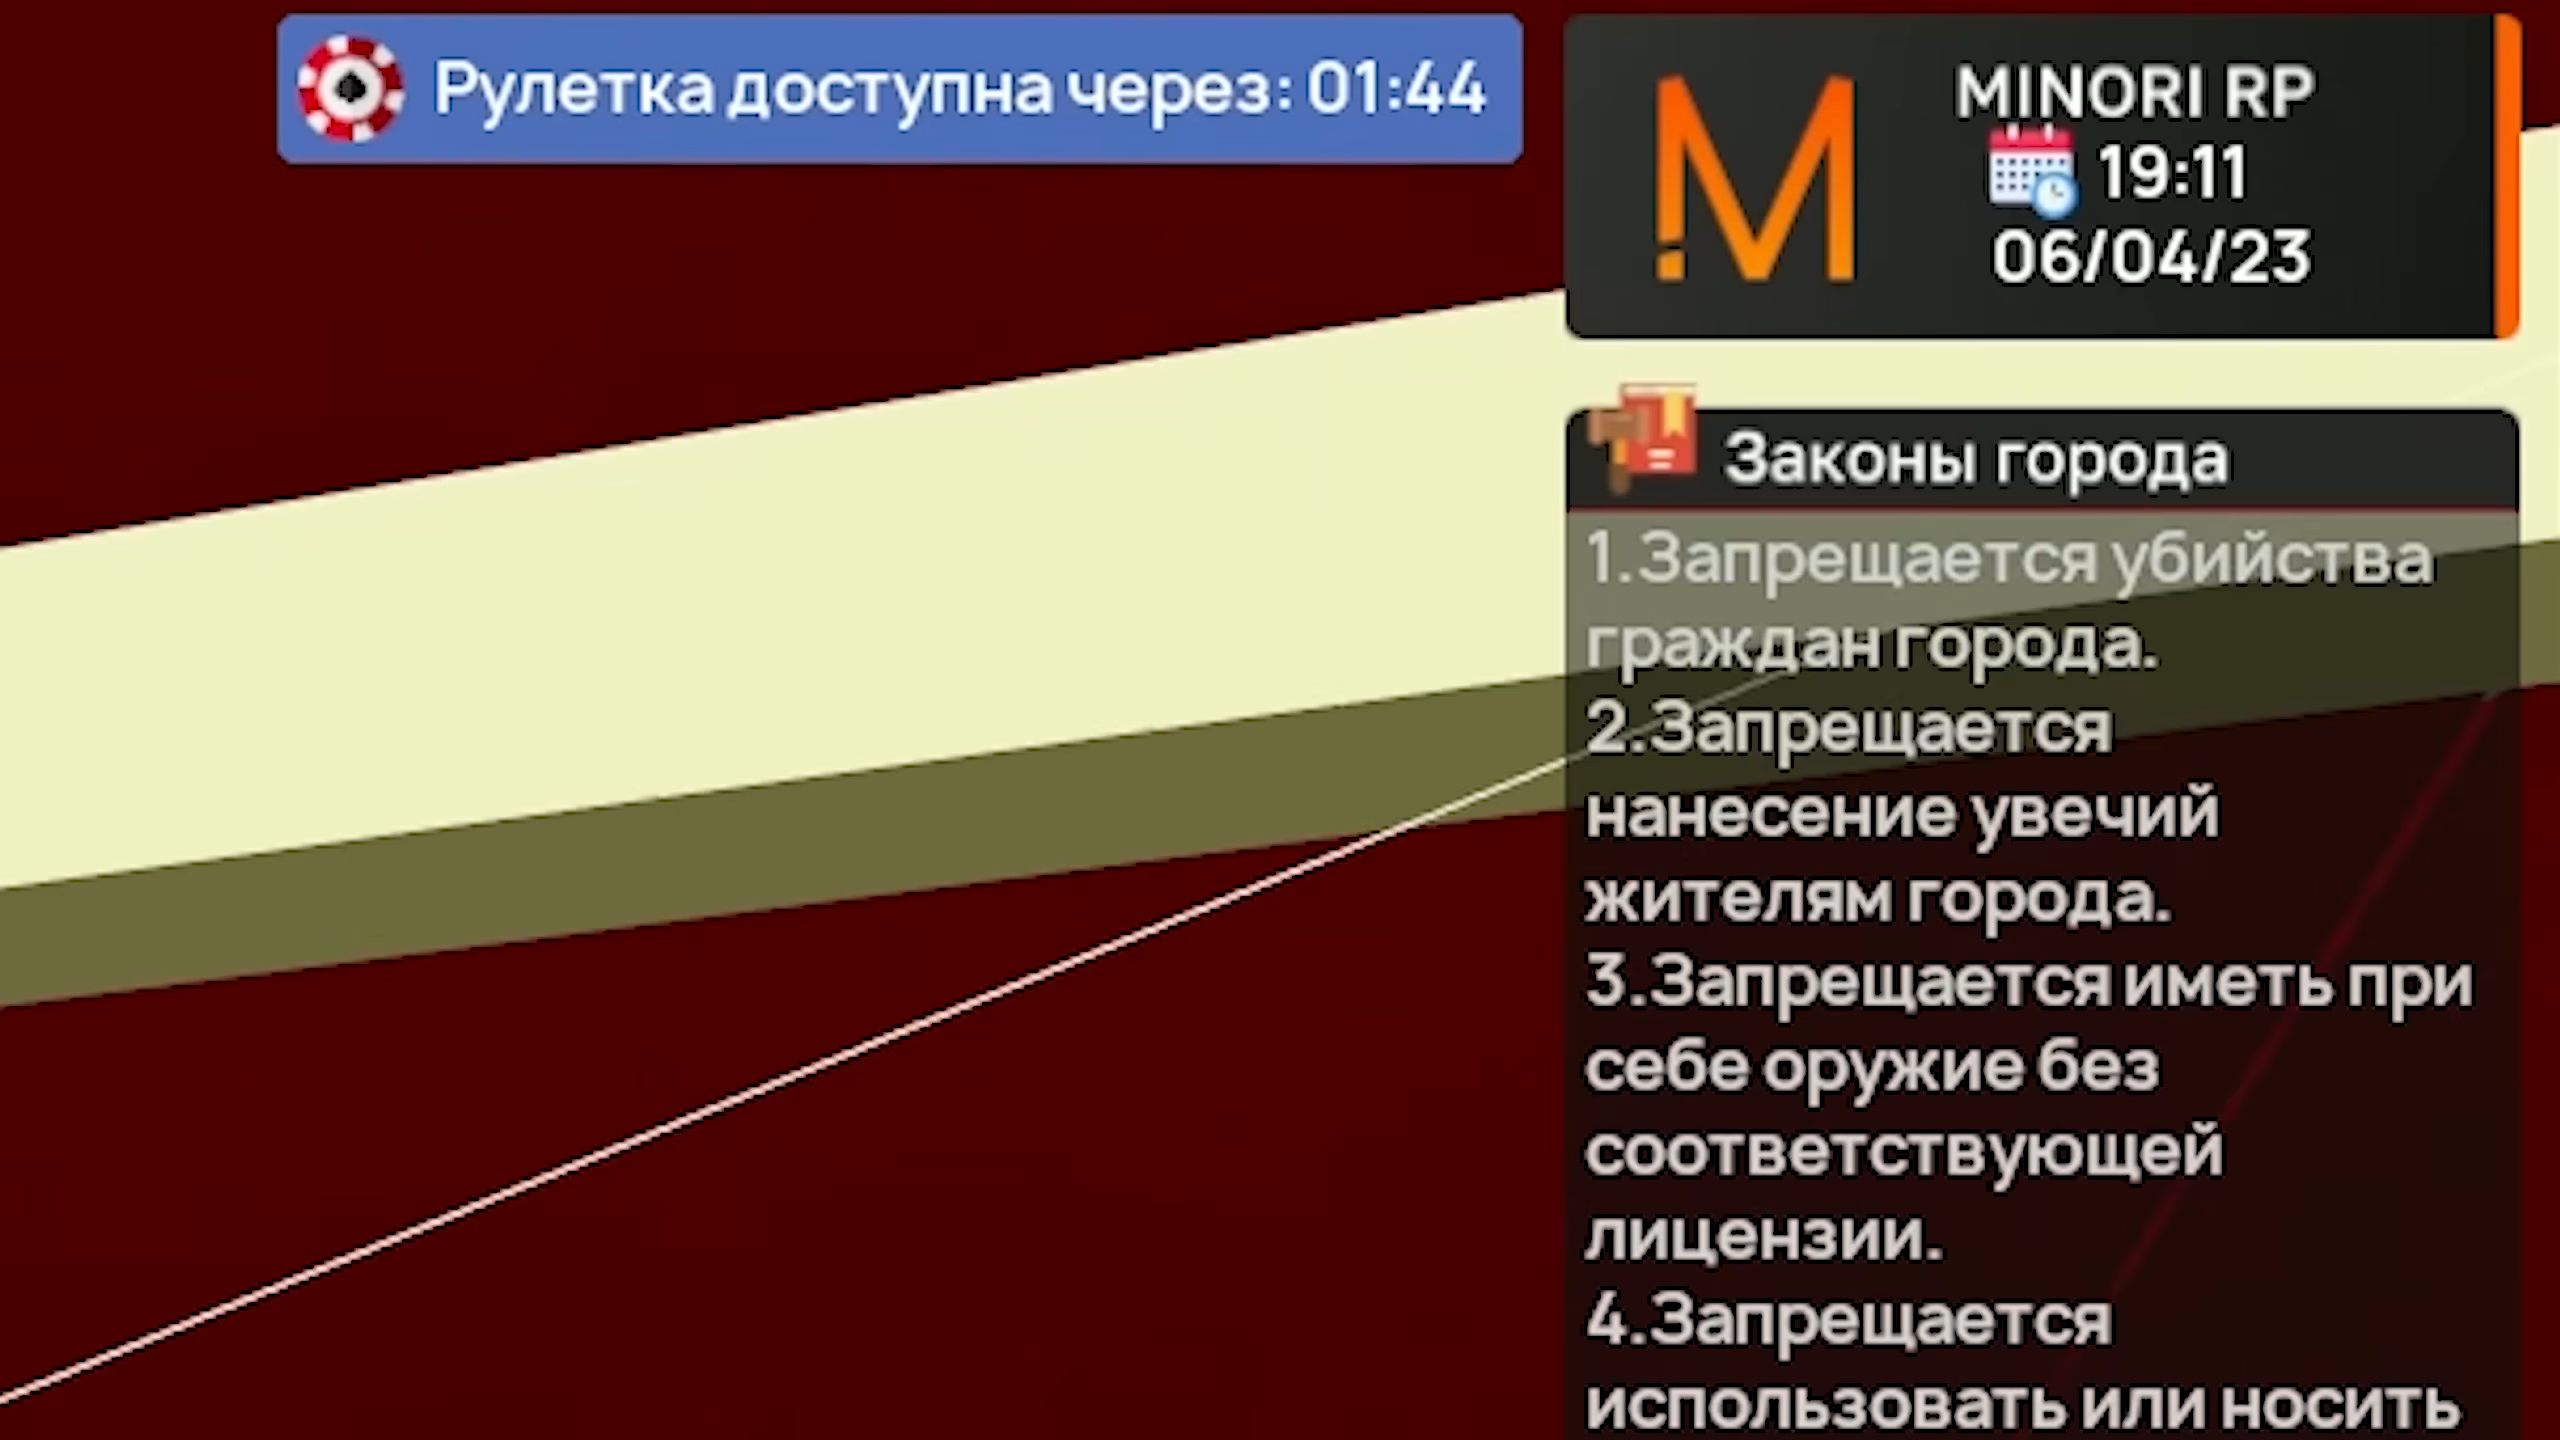 Рулетка доступна через: 01:44
MINORI RP
19:11
06/04/23
Законы города
1.Запрещается убийства
граждан города.
2.Запрещается
нанесение увечий
жителям города.
3.Запрещается иметь при
себе оружие без
соответствующей
лицензии.
4.Запрещается
использовать или носить